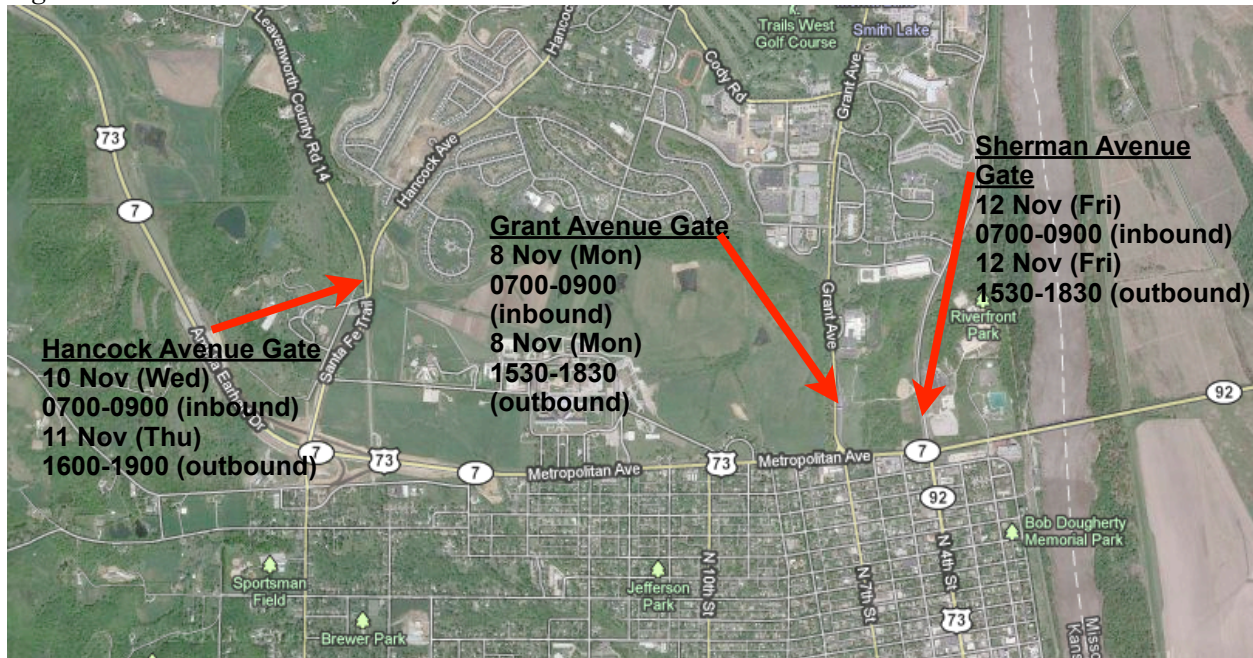 Trails West
Golf Course
Smith Lake
Hancock
Leavenworth County Rd 14
Cody Rd
Grant Ave
73
Hancock Ave
7
Sherman Avenue
Gate
12 Nov (Fri)
0700-0900 (inbound)
12 Nov (Fri)
1530-1830 (outbound)
Grant Avenue Gate
8 Nov (Mon)
0700-0900
(inbound)
8 Nov (Mon)
1530-1830
(outbound)
Grant Ave
Riverfront
Park
Santa Fe Trail
Hancock Avenue Gate
10 Nov (Wed)
0700-0900 (inbound)
11 Nov (Thu)
1600-1900 (outbound)
92
7
73
7
Metropolitan Ave
73
Metropolitan Ave
7
92
Bob Dougherty
Memorial Park
N 10th St
N 7th St
N 4th St
Sportsman
Field
Jefferson
Park
Brewer Park
73